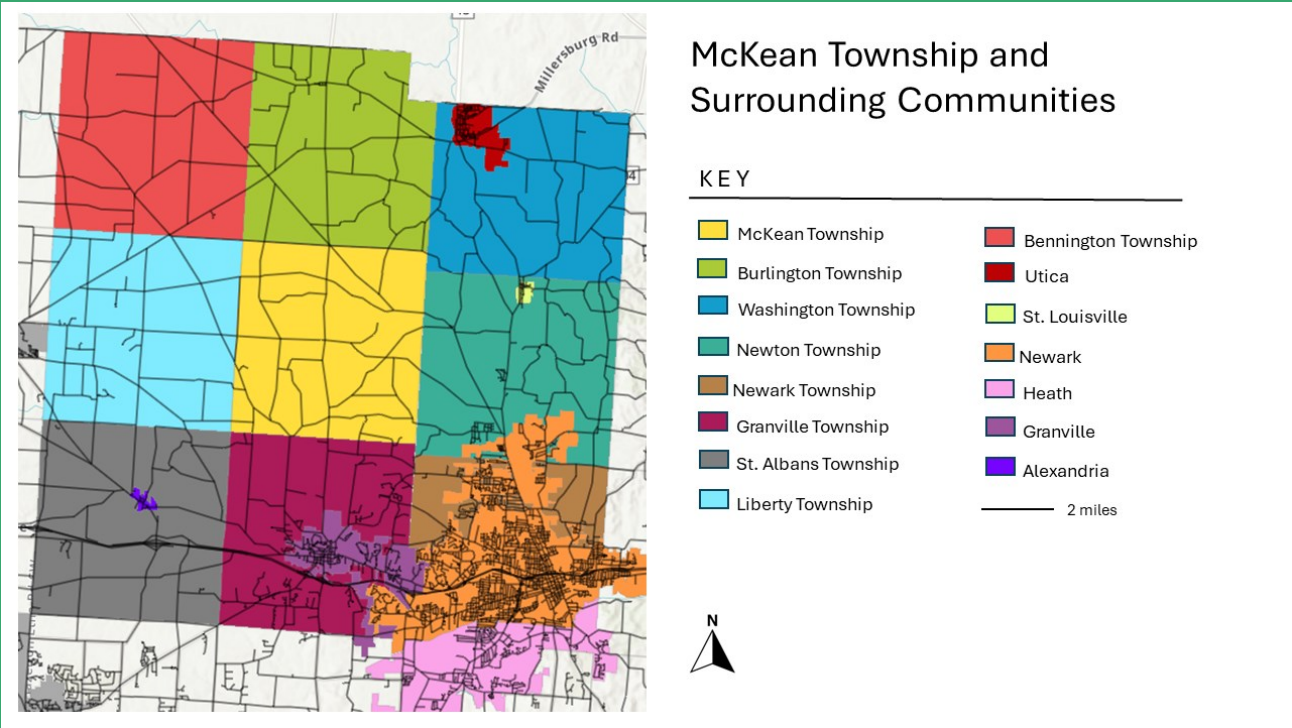 Millersburg Rd
McKean Township and
Surrounding Communities
KEY
McKean Township
Burlington Township
Washington Township
Newton Township
Newark Township
Granville Township
St. Albans Township
Liberty Township
Bennington Township
Utica
St. Louisville
Newark
Heath
Granville
Alexandria
2 miles
N